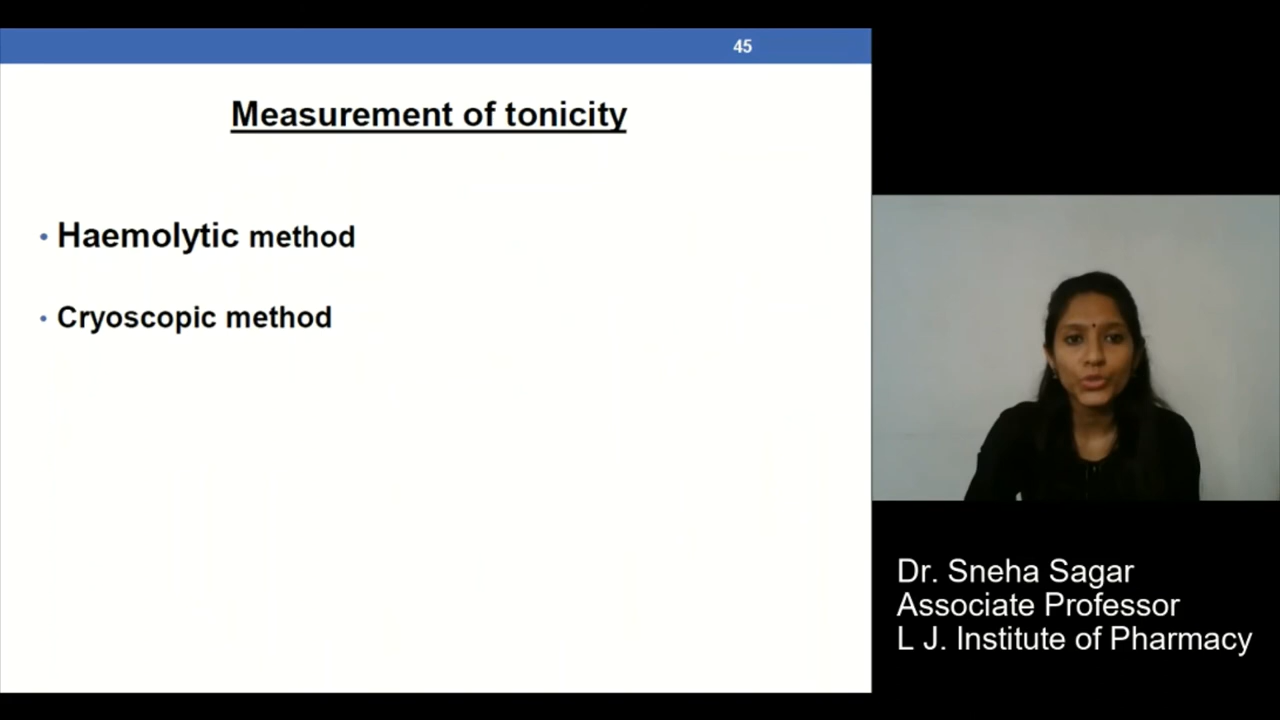 45
Measurement of tonicity
• Haemolytic method
• Cryoscopic method
Dr. Sneha Sagar
Associate Professor
L J. Institute of Pharmacy